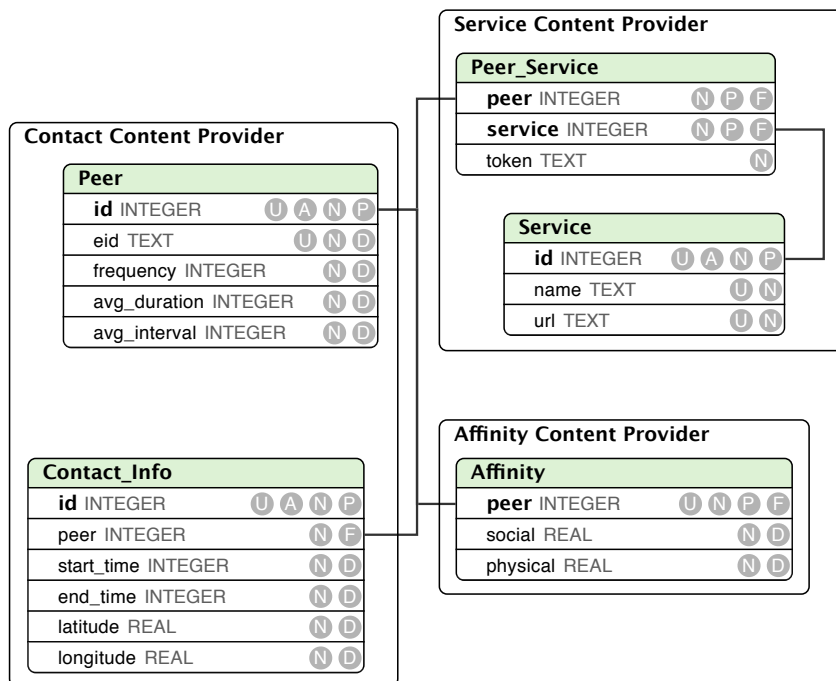 Service Content Provider
Peer_Service
peer INTEGER N P F
service INTEGER N P F
token TEXT N
Service
id INTEGER U A N P
name TEXT U N
url TEXT U N
Contact Content Provider
Peer
id INTEGER U A N P
eid TEXT U N D
frequency INTEGER N D
avg_duration INTEGER N D
avg_interval INTEGER N D
Contact_Info
id INTEGER U A N P
peer INTEGER N F
start_time INTEGER N D
end_time INTEGER N D
latitude REAL N D
longitude REAL N D
Affinity Content Provider
Affinity
peer INTEGER U N P F
social REAL N D
physical REAL N D